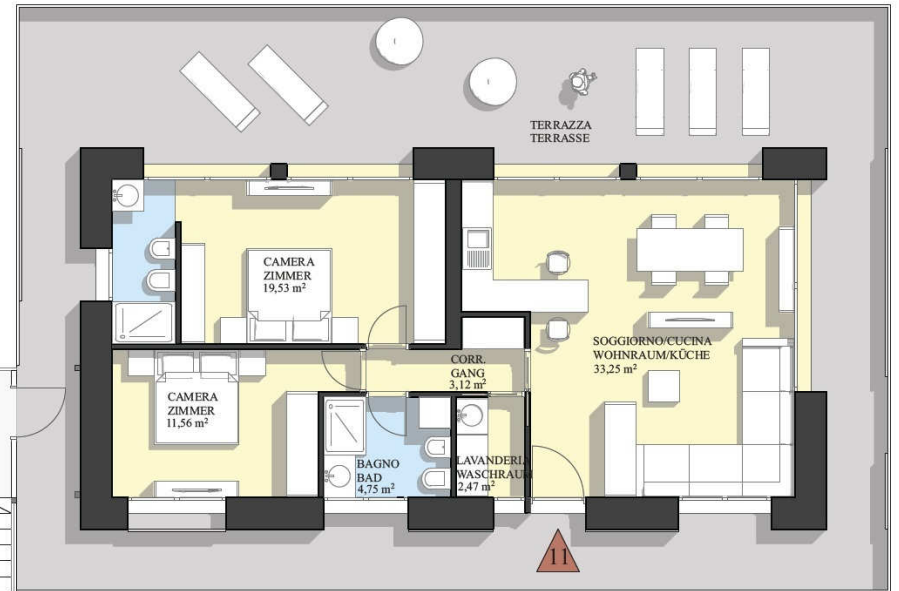 TERRAZZA
TERRASSE
CAMERA
ZIMMER
19,53 m²
SOGGIORNO/CUCINA
WOHNRAUM/KÜCHE
33,25 m²
CORR.
GANG
3,12 m²
CAMERA
ZIMMER
11,56 m²
BAGNO
BAD
4,75 m²
LAVANDERIA
WASCHRAUM
2,47 m²
11